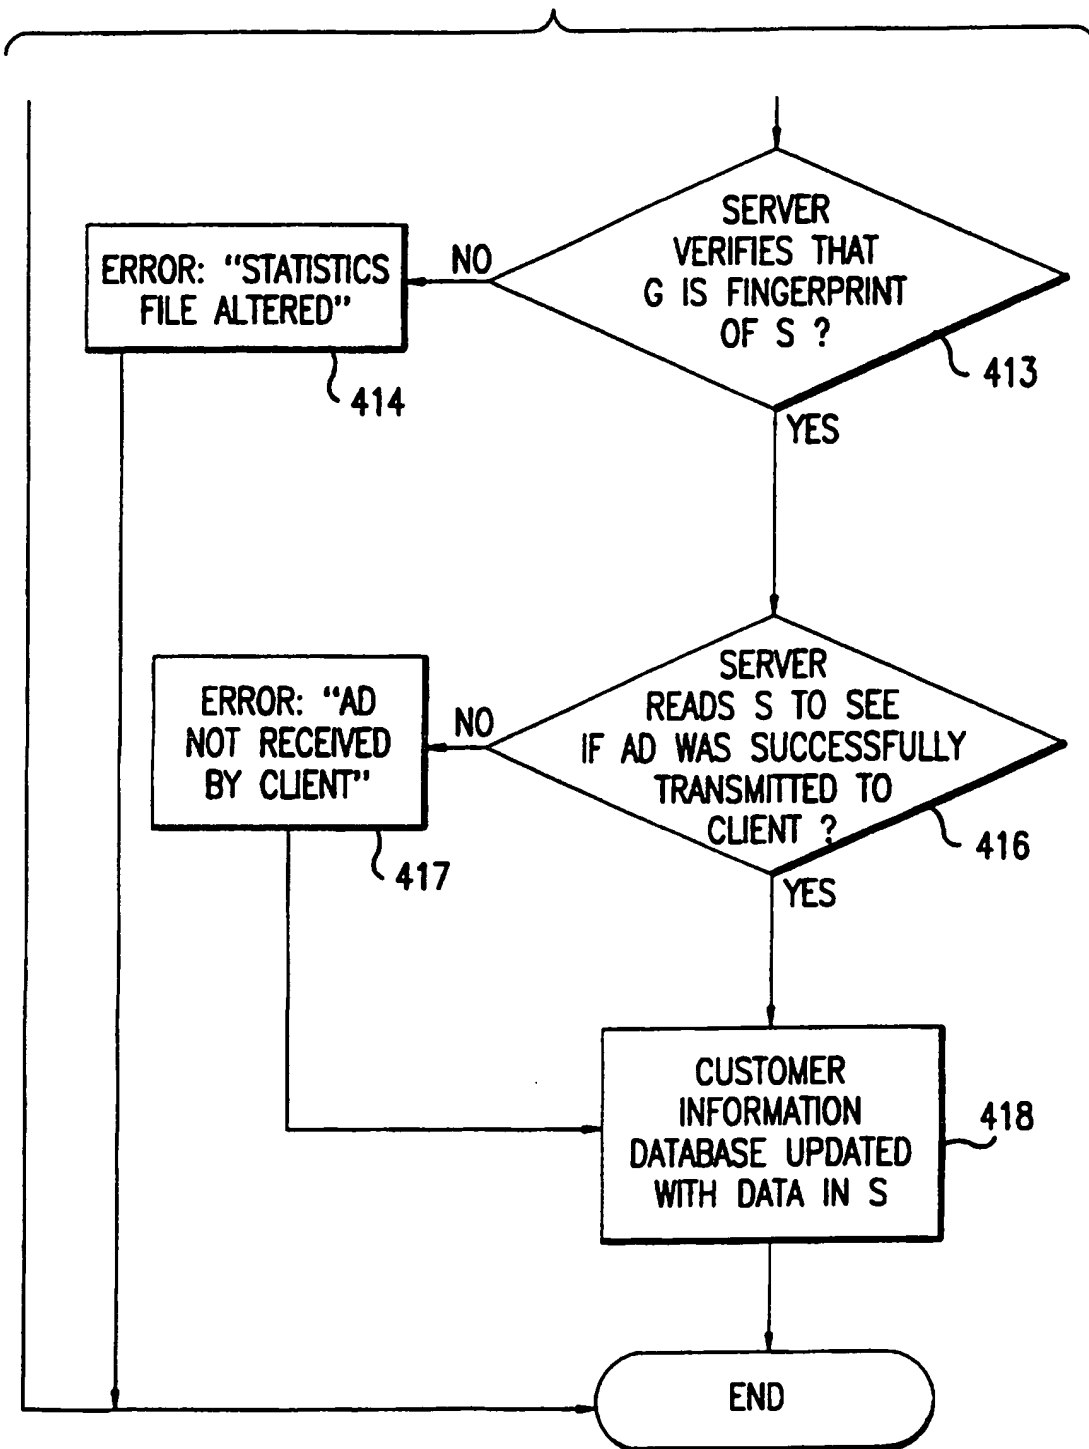 SERVER
VERIFIES THAT
G IS FINGERPRINT
OF S ?
413
NO
ERROR: "STATISTICS
FILE ALTERED"
414
YES
SERVER
READS S TO SEE
IF AD WAS SUCCESSFULLY
TRANSMITTED TO
CLIENT ?
416
NO
ERROR: "AD
NOT RECEIVED
BY CLIENT"
417
YES
CUSTOMER
INFORMATION
DATABASE UPDATED
WITH DATA IN S
418
END